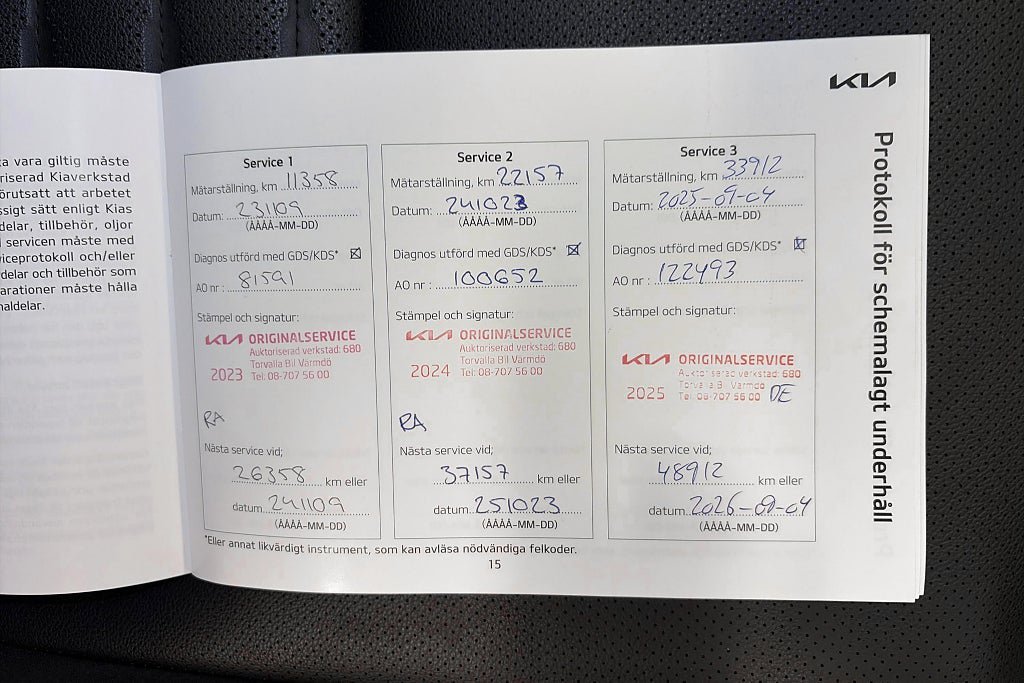 ta vara giltig måste
riserad Kiaverkstad
örutsatt att arbetet
ssigt sätt enligt Kias
delar, tillbehör, oljor
l servicen måste med
viceprotokoll och/eller
delar och tillbehör som
parationer måste hålla
naldelar.
KIA
Protokoll för schemalagt underhåll
Service 1
Mätarställning, km 11358
Datum: 231109
(ÅÅÅÅ-MM-DD)
Diagnos utförd med GDS/KDS* ☒
AO nr : 81591
Stämpel och signatur:
KIA ORIGINALSERVICE
Auktoriserad verkstad: 680
Torvalla Bil Värmdö
2023 Tel: 08-707 56 00
RA
Nästa service vid;
26358 km eller
datum 241109
(ÅÅÅÅ-MM-DD)
Service 2
Mätarställning, km 22157
Datum: 241023
(ÅÅÅÅ-MM-DD)
Diagnos utförd med GDS/KDS* ☒
AO nr : 100652
Stämpel och signatur:
KIA ORIGINALSERVICE
Auktoriserad verkstad: 680
Torvalla Bil Värmdö
2024 Tel: 08-707 56 00
RA
Nästa service vid;
37157 km eller
datum 251023
(ÅÅÅÅ-MM-DD)
Service 3
Mätarställning, km 33912
Datum: 2025-09-04
(ÅÅÅÅ-MM-DD)
Diagnos utförd med GDS/KDS* ☒
AO nr : 122493
Stämpel och signatur:
KIA ORIGINALSERVICE
Auktoriserad verkstad: 680
Torvalla Bil Värmdö
2025 Tel: 08-707 56 00 DE
Nästa service vid;
48912 km eller
datum 2026-09-04
(ÅÅÅÅ-MM-DD)
*Eller annat likvärdigt instrument, som kan avläsa nödvändiga felkoder.
15